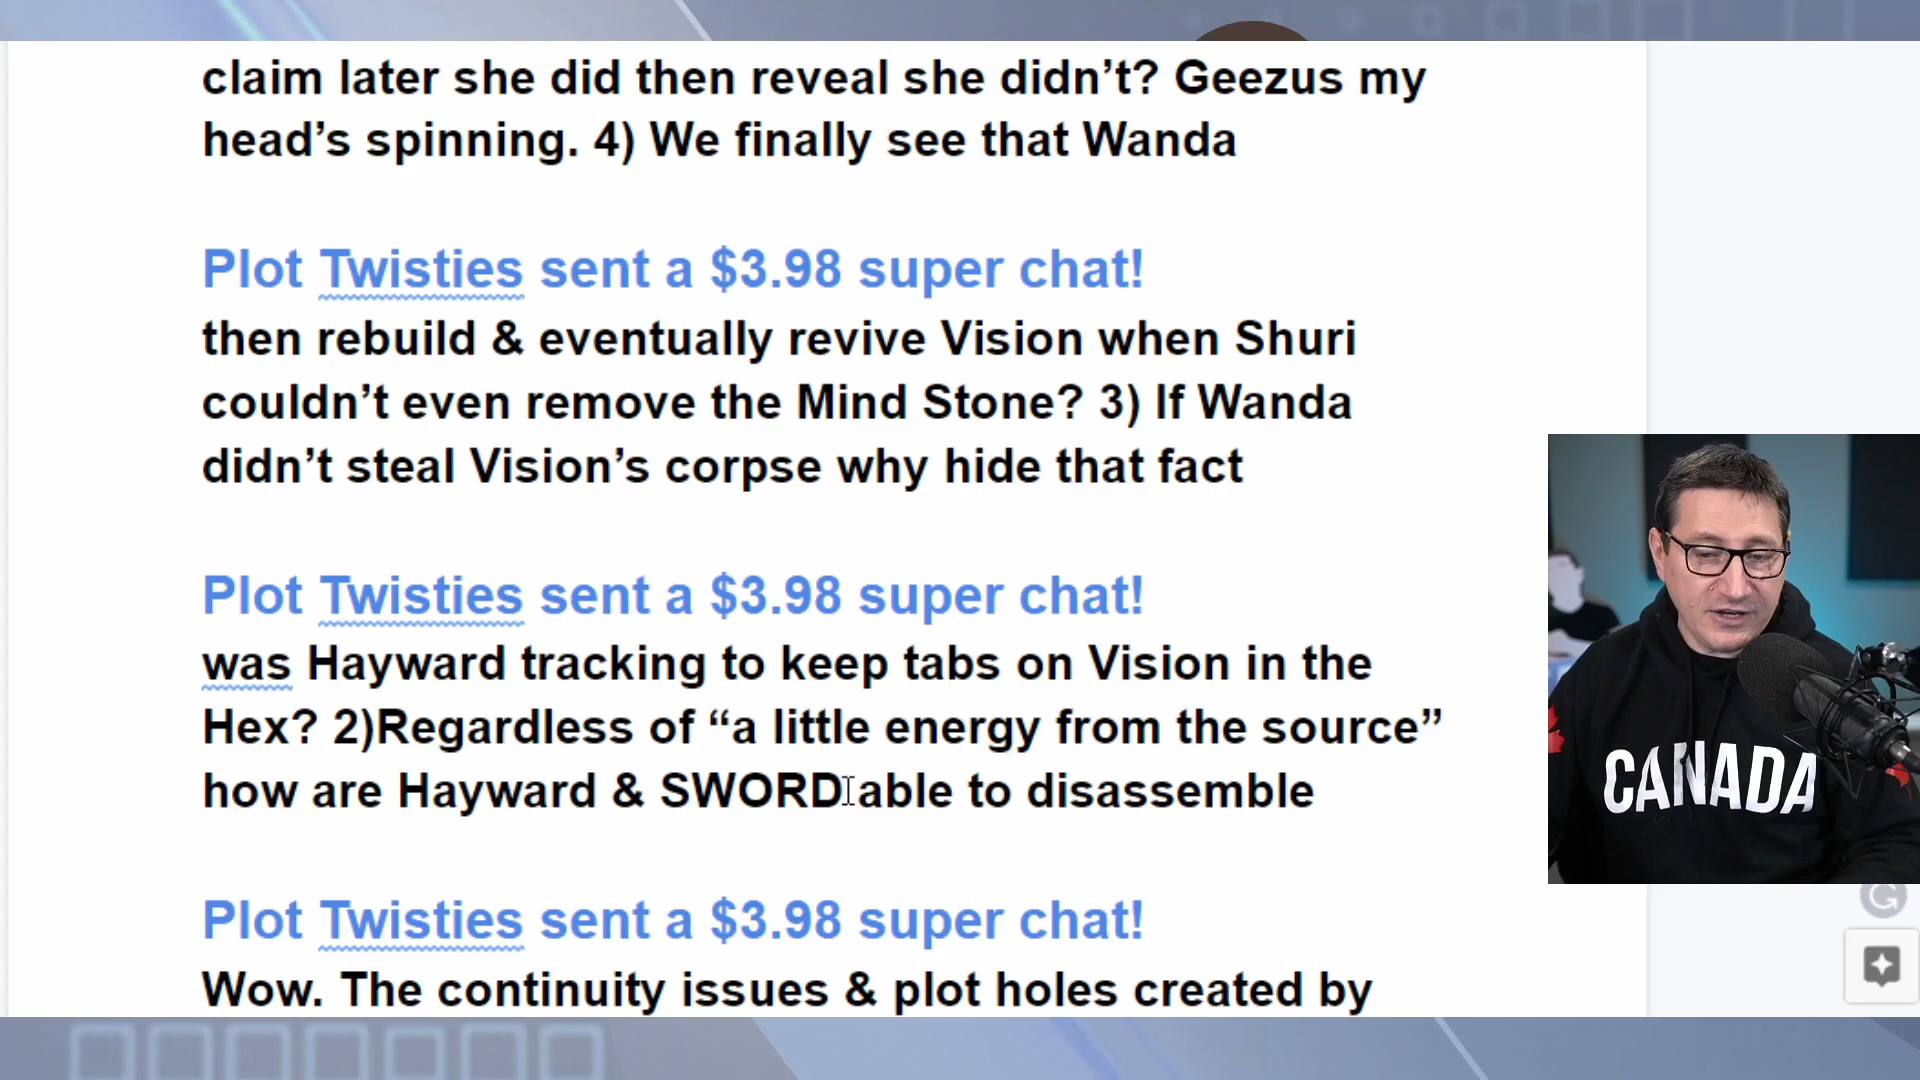 claim later she did then reveal she didn’t? Geezus my
head’s spinning. 4) We finally see that Wanda
Plot Twisties sent a $3.98 super chat!
then rebuild & eventually revive Vision when Shuri
couldn’t even remove the Mind Stone? 3) If Wanda
didn’t steal Vision’s corpse why hide that fact
Plot Twisties sent a $3.98 super chat!
was Hayward tracking to keep tabs on Vision in the
Hex? 2)Regardless of “a little energy from the source”
how are Hayward & SWORD able to disassemble
Plot Twisties sent a $3.98 super chat!
Wow. The continuity issues & plot holes created by
CANADA